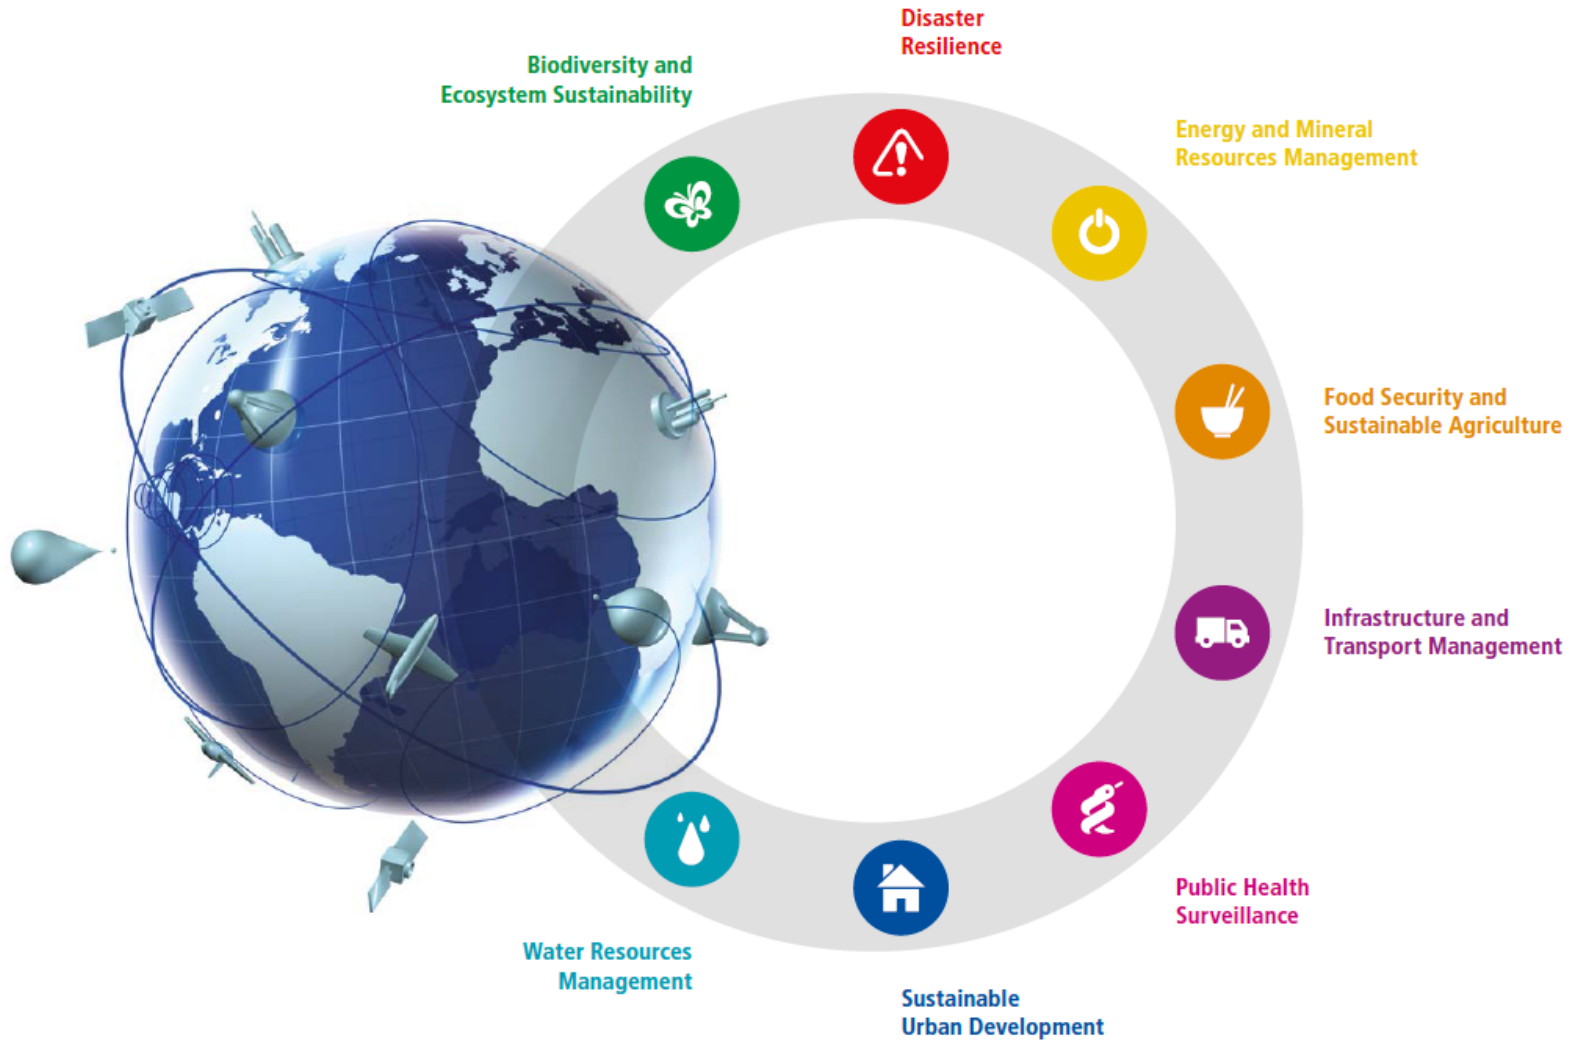 Disaster
Resilience
Biodiversity and
Ecosystem Sustainability
Energy and Mineral
Resources Management
Food Security and
Sustainable Agriculture
Infrastructure and
Transport Management
Public Health
Surveillance
Water Resources
Management
Sustainable
Urban Development